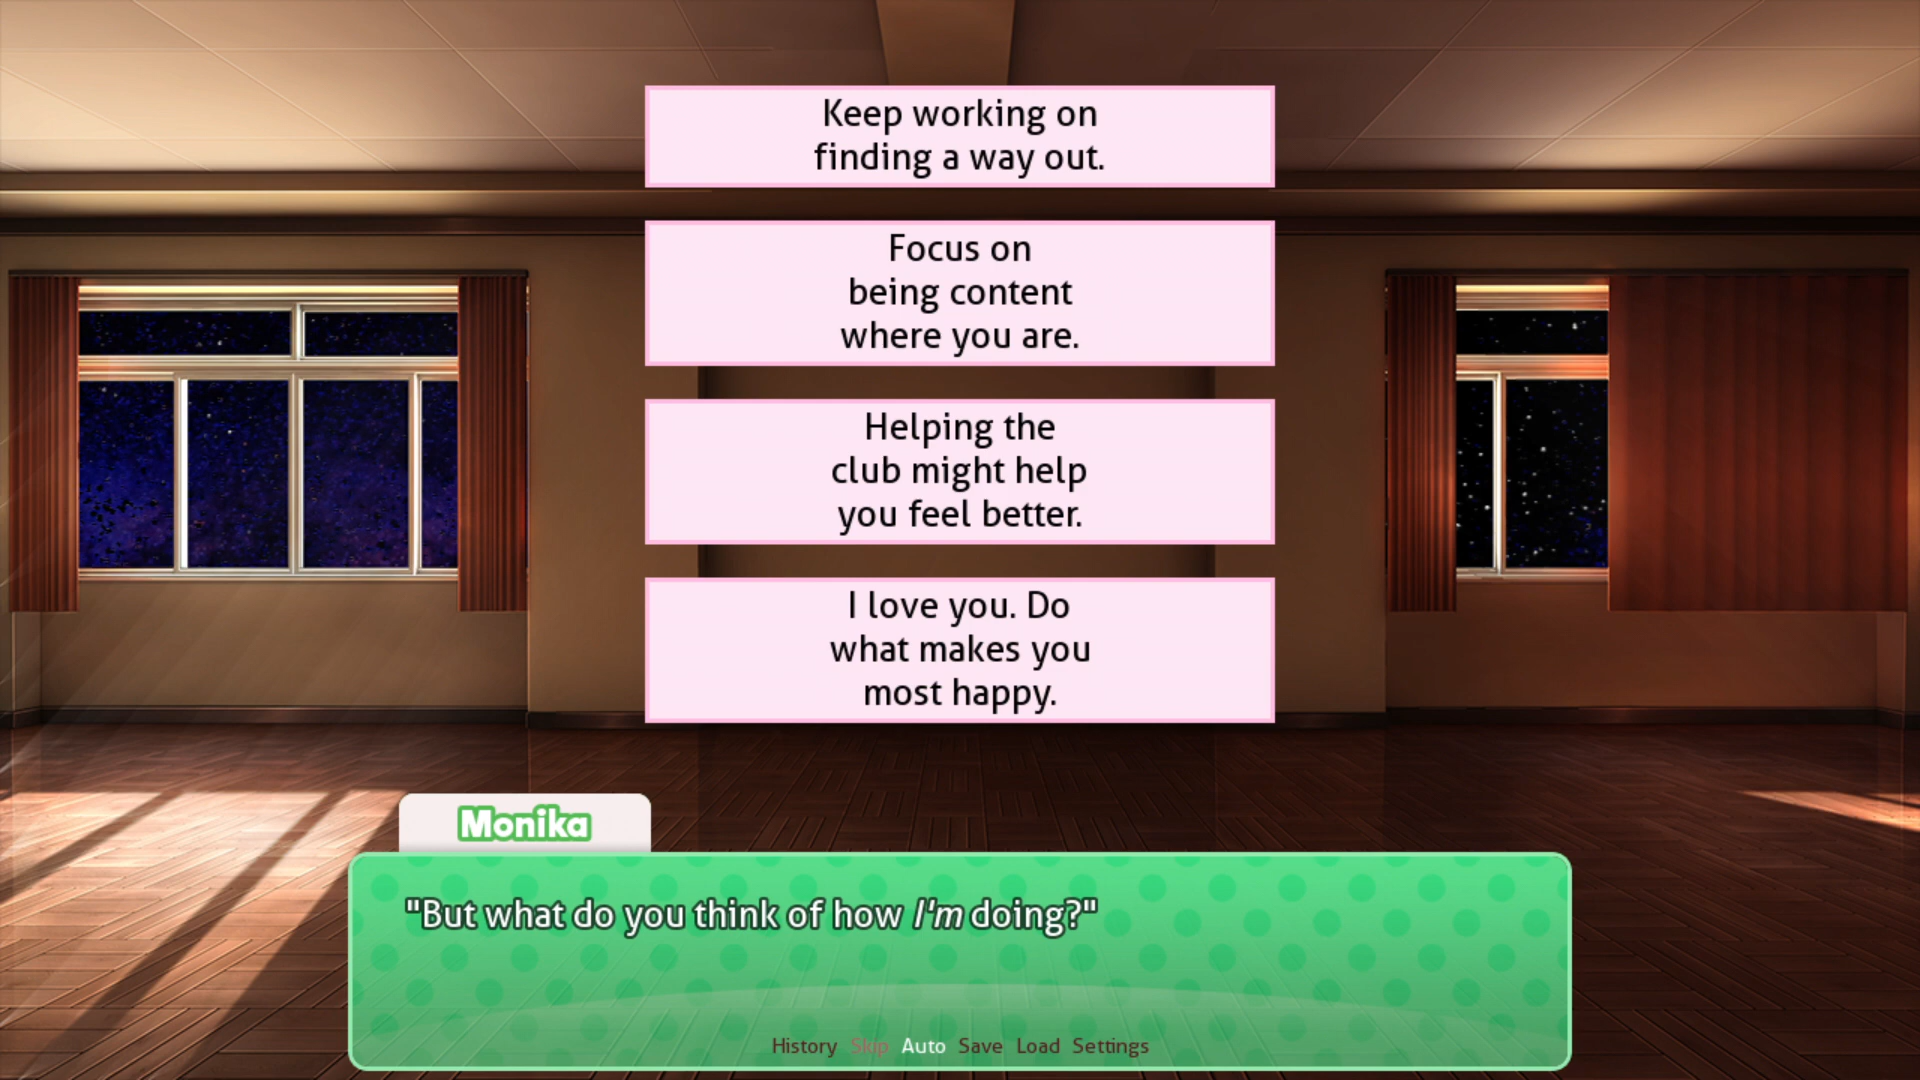 Keep working on
finding a way out.
Focus on
being content
where you are.
Helping the
club might help
you feel better.
I love you. Do
what makes you
most happy.
Monika
"But what do you think of how I'm doing?"
History Skip Auto Save Load Settings